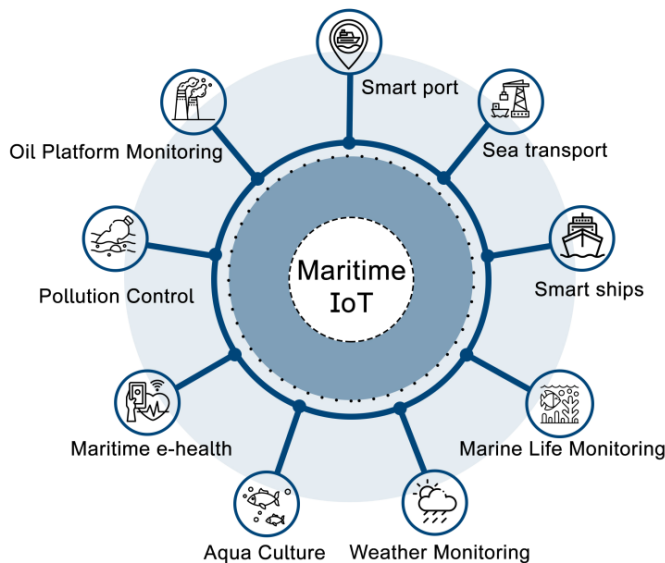 Smart port
Sea transport
Smart ships
Marine Life Monitoring
Weather Monitoring
Aqua Culture
Maritime e-health
Pollution Control
Oil Platform Monitoring
Maritime
IoT